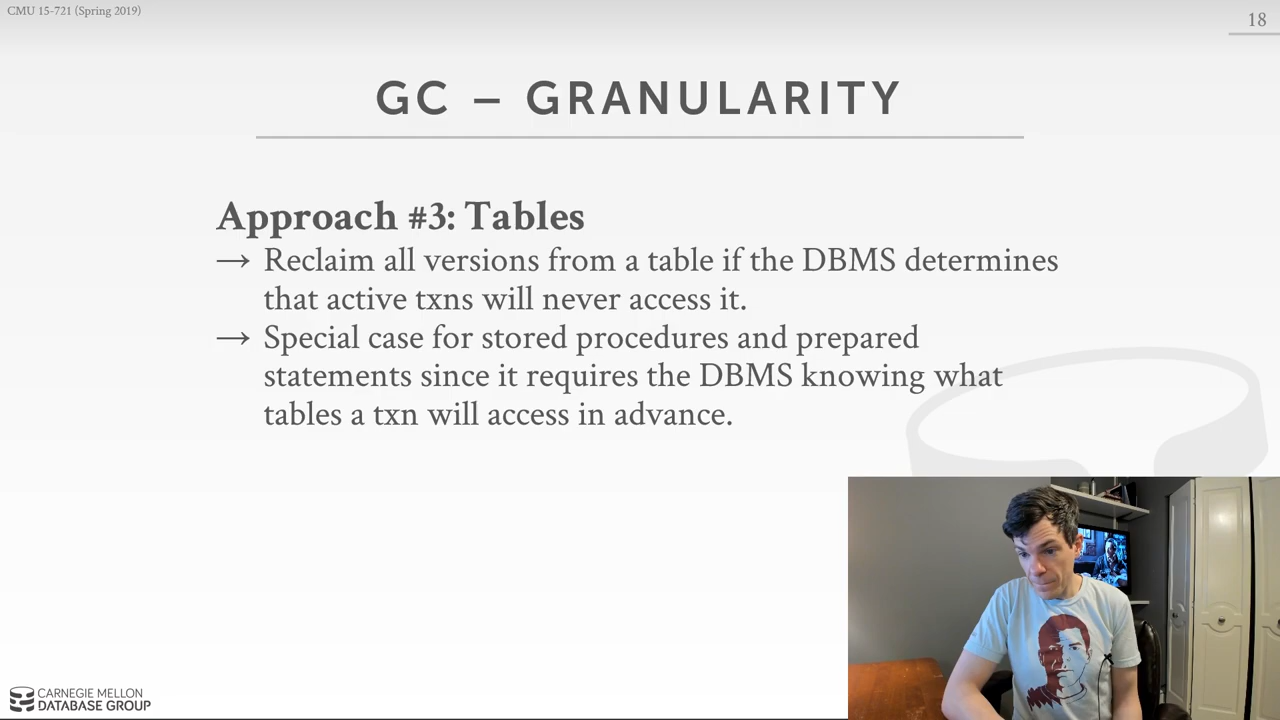 CMU 15-721 (Spring 2019)
18
GC – GRANULARITY
Approach #3: Tables
→ Reclaim all versions from a table if the DBMS determines
that active txns will never access it.
→ Special case for stored procedures and prepared
statements since it requires the DBMS knowing what
tables a txn will access in advance.
CARNEGIE MELLON
DATABASE GROUP